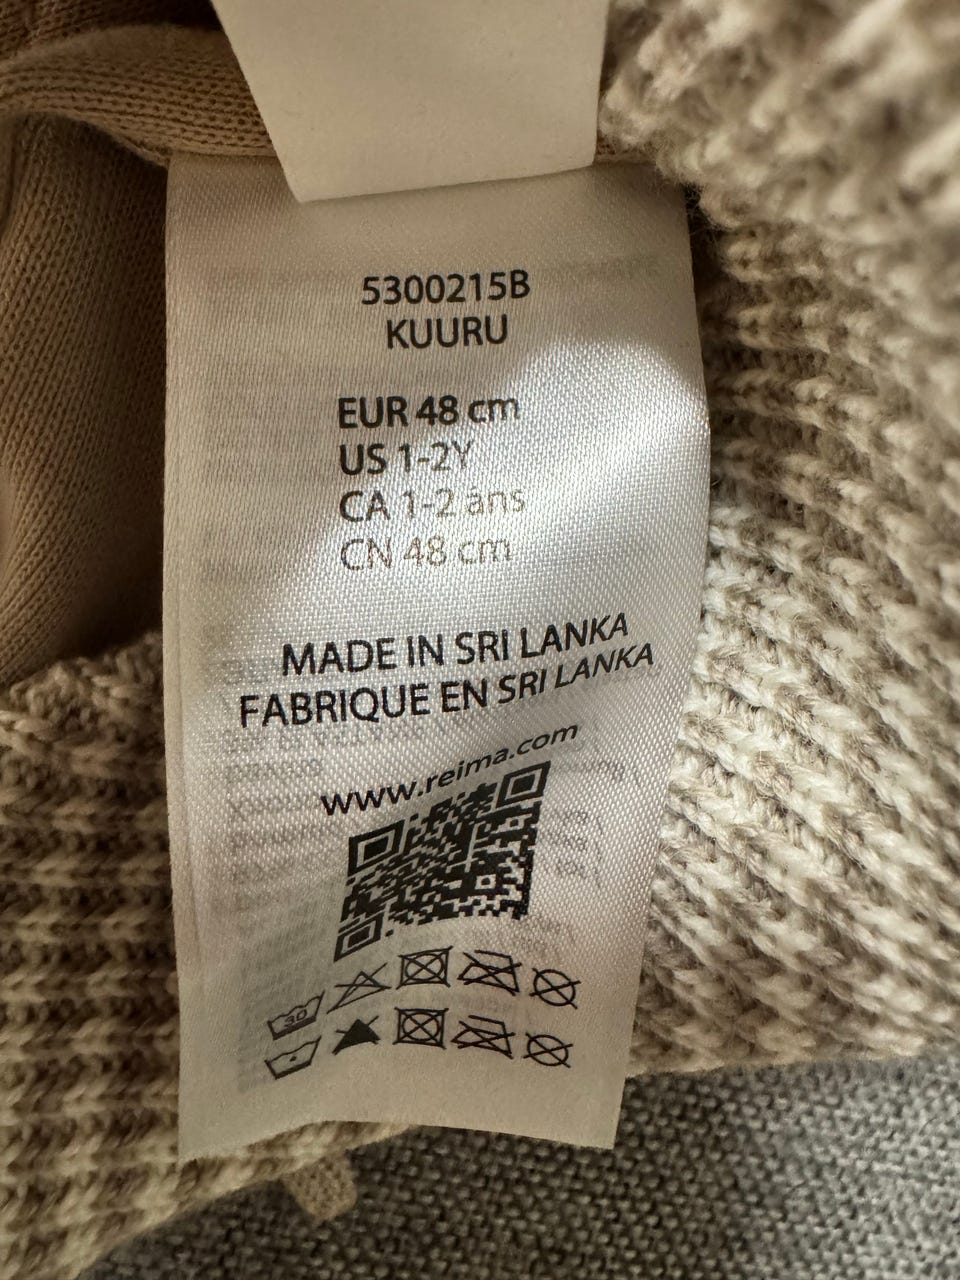 5300215B
KUURU
EUR 48 cm
US 1-2Y
CA 1-2 ans
CN 48 cm
MADE IN SRI LANKA
FABRIQUE EN SRI LANKA
www.reima.com
30